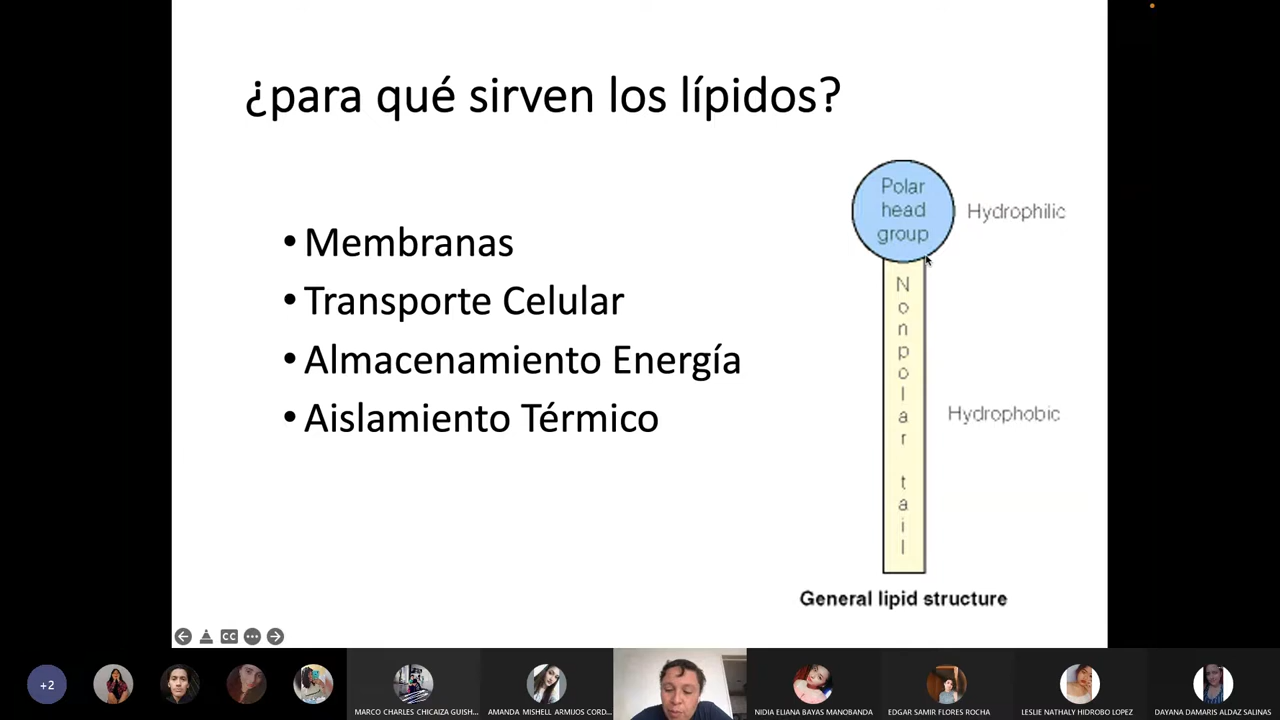 ¿para qué sirven los lípidos?
• Membranas
• Transporte Celular
• Almacenamiento Energía
• Aislamiento Térmico
Polar
head
group
Hydrophilic
Nonpolar tail
Hydrophobic
General lipid structure
CC
+2
MARCO CHARLES CHICAIZA GUISH...
AMANDA MISHELL ARMIJOS CORD...
NIDIA ELIANA BAYAS MANOBANDA
EDGAR SAMIR FLORES ROCHA
LESLIE NATHALY HIDROBO LOPEZ
DAYANA DAMARIS ALDAZ SALINAS